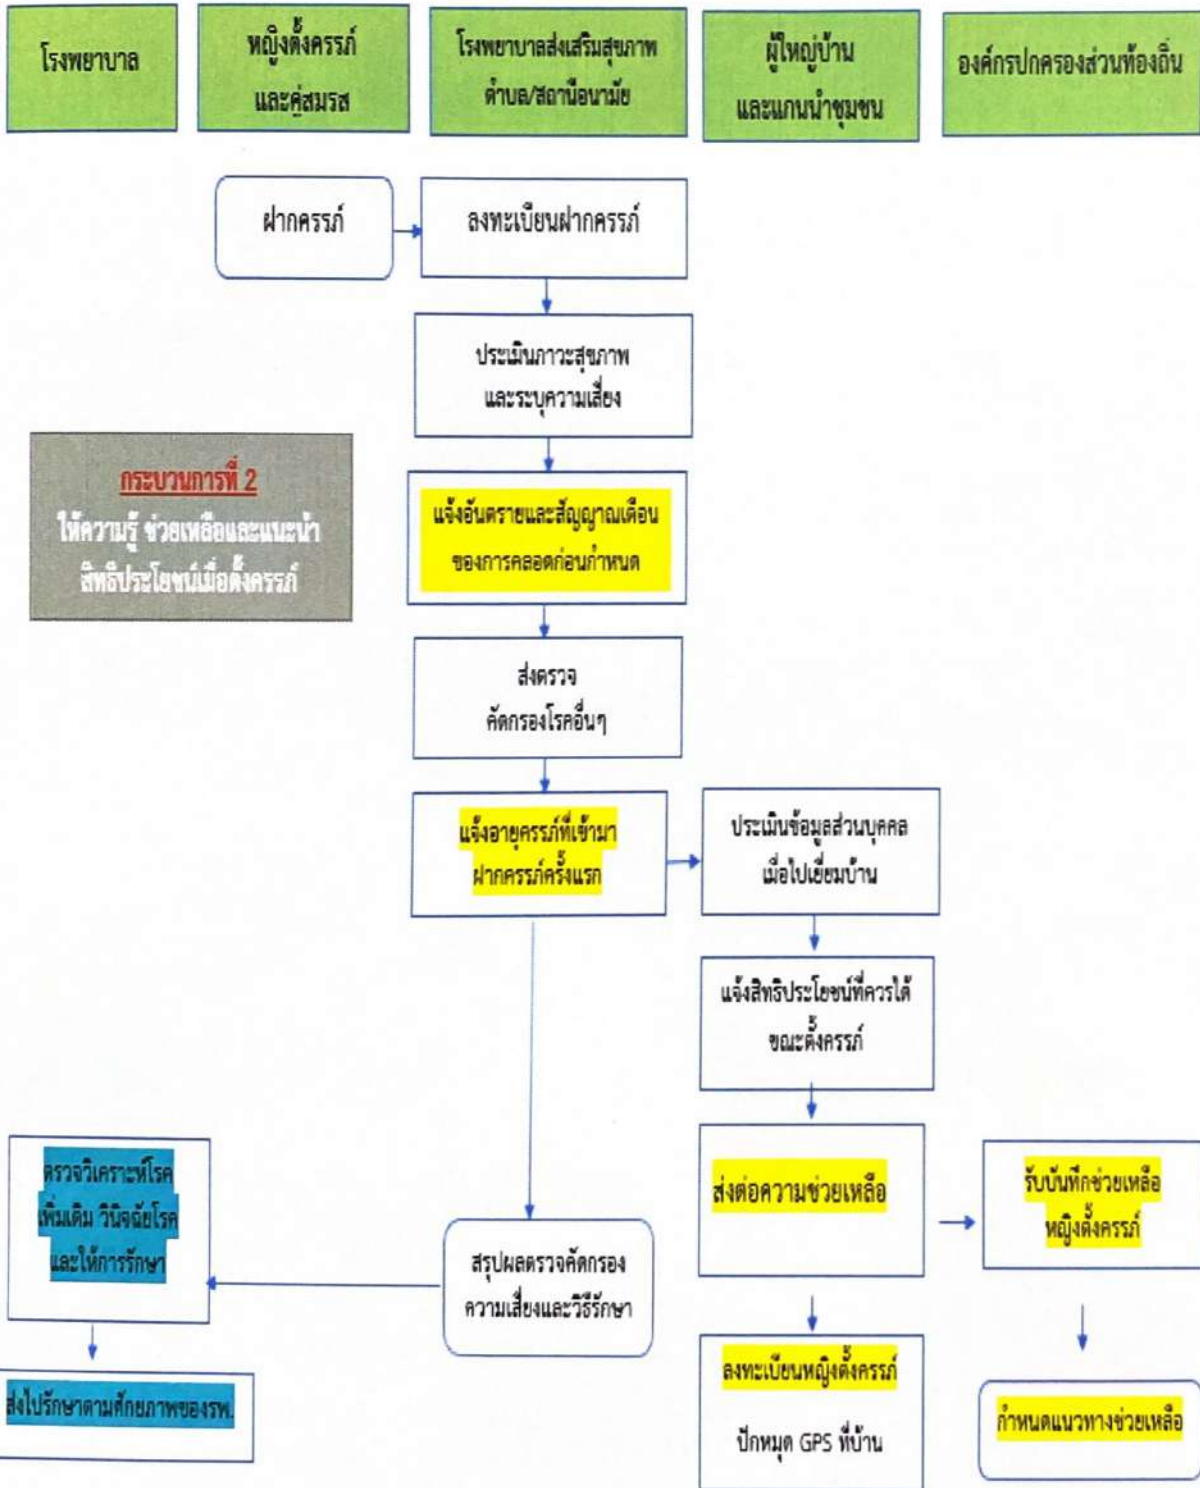 โรงพยาบาล
หญิงตั้งครรภ์
และคู่สมรส
โรงพยาบาลส่งเสริมสุขภาพ
ตำบล/สถานีอนามัย
ผู้ใหญ่บ้าน
และแกนนำชุมชน
องค์กรปกครองส่วนท้องถิ่น
ฝากครรภ์
ลงทะเบียนฝากครรภ์
ประเมินภาวะสุขภาพ
และระบุความเสี่ยง
กระบวนการที่ 2
ให้ความรู้ ช่วยเหลือและแนะนำ
สิทธิประโยชน์เมื่อตั้งครรภ์
แจ้งอันตรายและสัญญาณเตือน
ของการคลอดก่อนกำหนด
ส่งตรวจ
คัดกรองโรคอื่นๆ
แจ้งอายุครรภ์ที่เข้ามา
ฝากครรภ์ครั้งแรก
ประเมินข้อมูลส่วนบุคคล
เมื่อไปเยี่ยมบ้าน
แจ้งสิทธิประโยชน์ที่ควรได้
ขณะตั้งครรภ์
ตรวจวิเคราะห์โรค
เพิ่มเติม วินิจฉัยโรค
และให้การรักษา
สรุปผลตรวจคัดกรอง
ความเสี่ยงและวิธีรักษา
ส่งต่อความช่วยเหลือ
รับบันทึกช่วยเหลือ
หญิงตั้งครรภ์
ส่งไปรักษาตามศักยภาพของรพ.
ลงทะเบียนหญิงตั้งครรภ์
ปักหมุด GPS ที่บ้าน
กำหนดแนวทางช่วยเหลือ